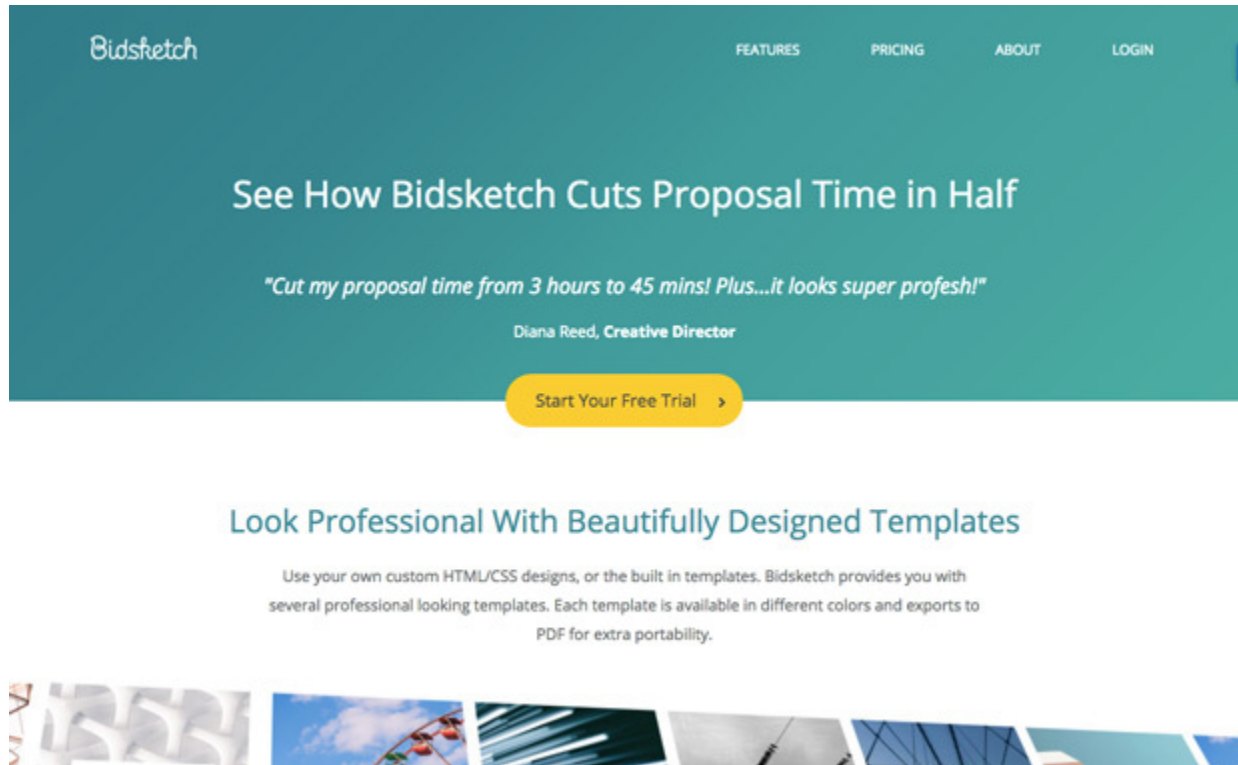 Bidsketch
FEATURES PRICING ABOUT LOGIN
See How Bidsketch Cuts Proposal Time in Half
"Cut my proposal time from 3 hours to 45 mins! Plus...it looks super profesh!"
Diana Reed, Creative Director
Start Your Free Trial ›
Look Professional With Beautifully Designed Templates
Use your own custom HTML/CSS designs, or the built in templates. Bidsketch provides you with
several professional looking templates. Each template is available in different colors and exports to
PDF for extra portability.